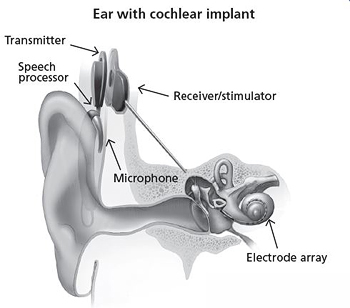 Ear with cochlear implant
Transmitter
Speech
processor
Receiver/stimulator
Microphone
Electrode array